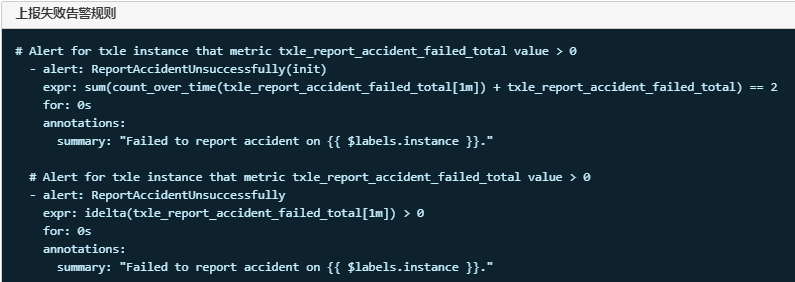 上报失败告警规则
# Alert for txle instance that metric txle_report_accident_failed_total value > 0
- alert: ReportAccidentUnsuccessfully(init)
expr: sum(count_over_time(txle_report_accident_failed_total[1m]) + txle_report_accident_failed_total) == 2
for: 0s
annotations:
summary: "Failed to report accident on {{ $labels.instance }}."
# Alert for txle instance that metric txle_report_accident_failed_total value > 0
- alert: ReportAccidentUnsuccessfully
expr: idelta(txle_report_accident_failed_total[1m]) > 0
for: 0s
annotations:
summary: "Failed to report accident on {{ $labels.instance }}."